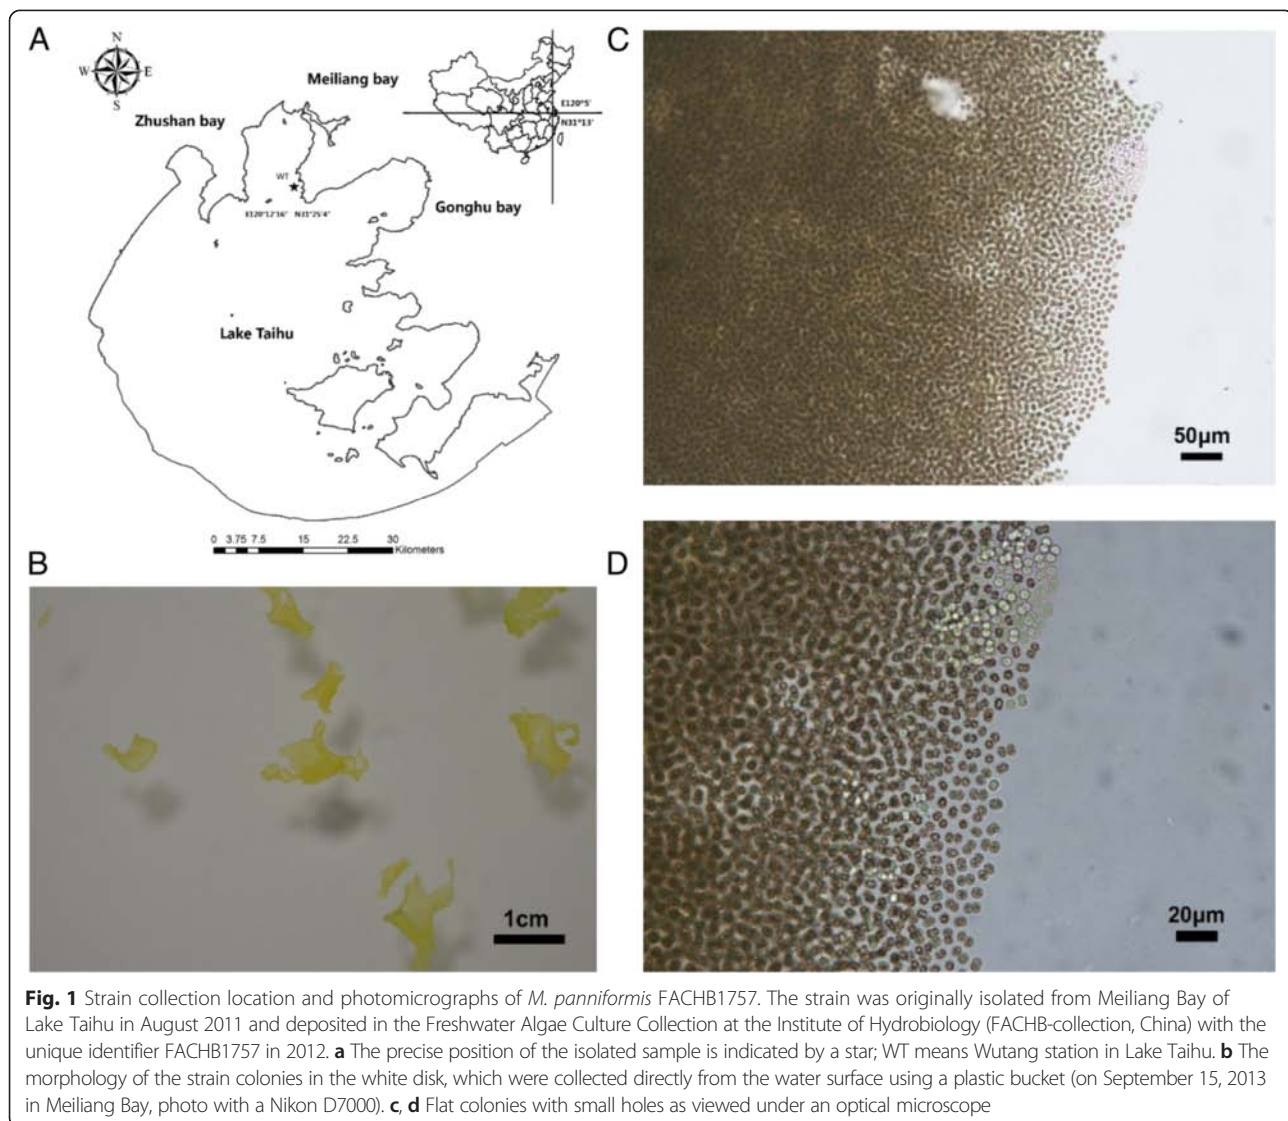 A
N
W E
S
Meiliang bay
Zhushan bay
E120°5'
N31°13'
WT
E120°12'16" N31°25'4"
Gonghu bay
Lake Taihu
0 3.75 7.5 15 22.5 30
Kilometers
B
1cm
C
50μm
D
20μm
Fig. 1 Strain collection location and photomicrographs of M. panniformis FACHB1757. The strain was originally isolated from Meiliang Bay of
Lake Taihu in August 2011 and deposited in the Freshwater Algae Culture Collection at the Institute of Hydrobiology (FACHB-collection, China) with the
unique identifier FACHB1757 in 2012. a The precise position of the isolated sample is indicated by a star; WT means Wutang station in Lake Taihu. b The
morphology of the strain colonies in the white disk, which were collected directly from the water surface using a plastic bucket (on September 15, 2013
in Meiliang Bay, photo with a Nikon D7000). c, d Flat colonies with small holes as viewed under an optical microscope